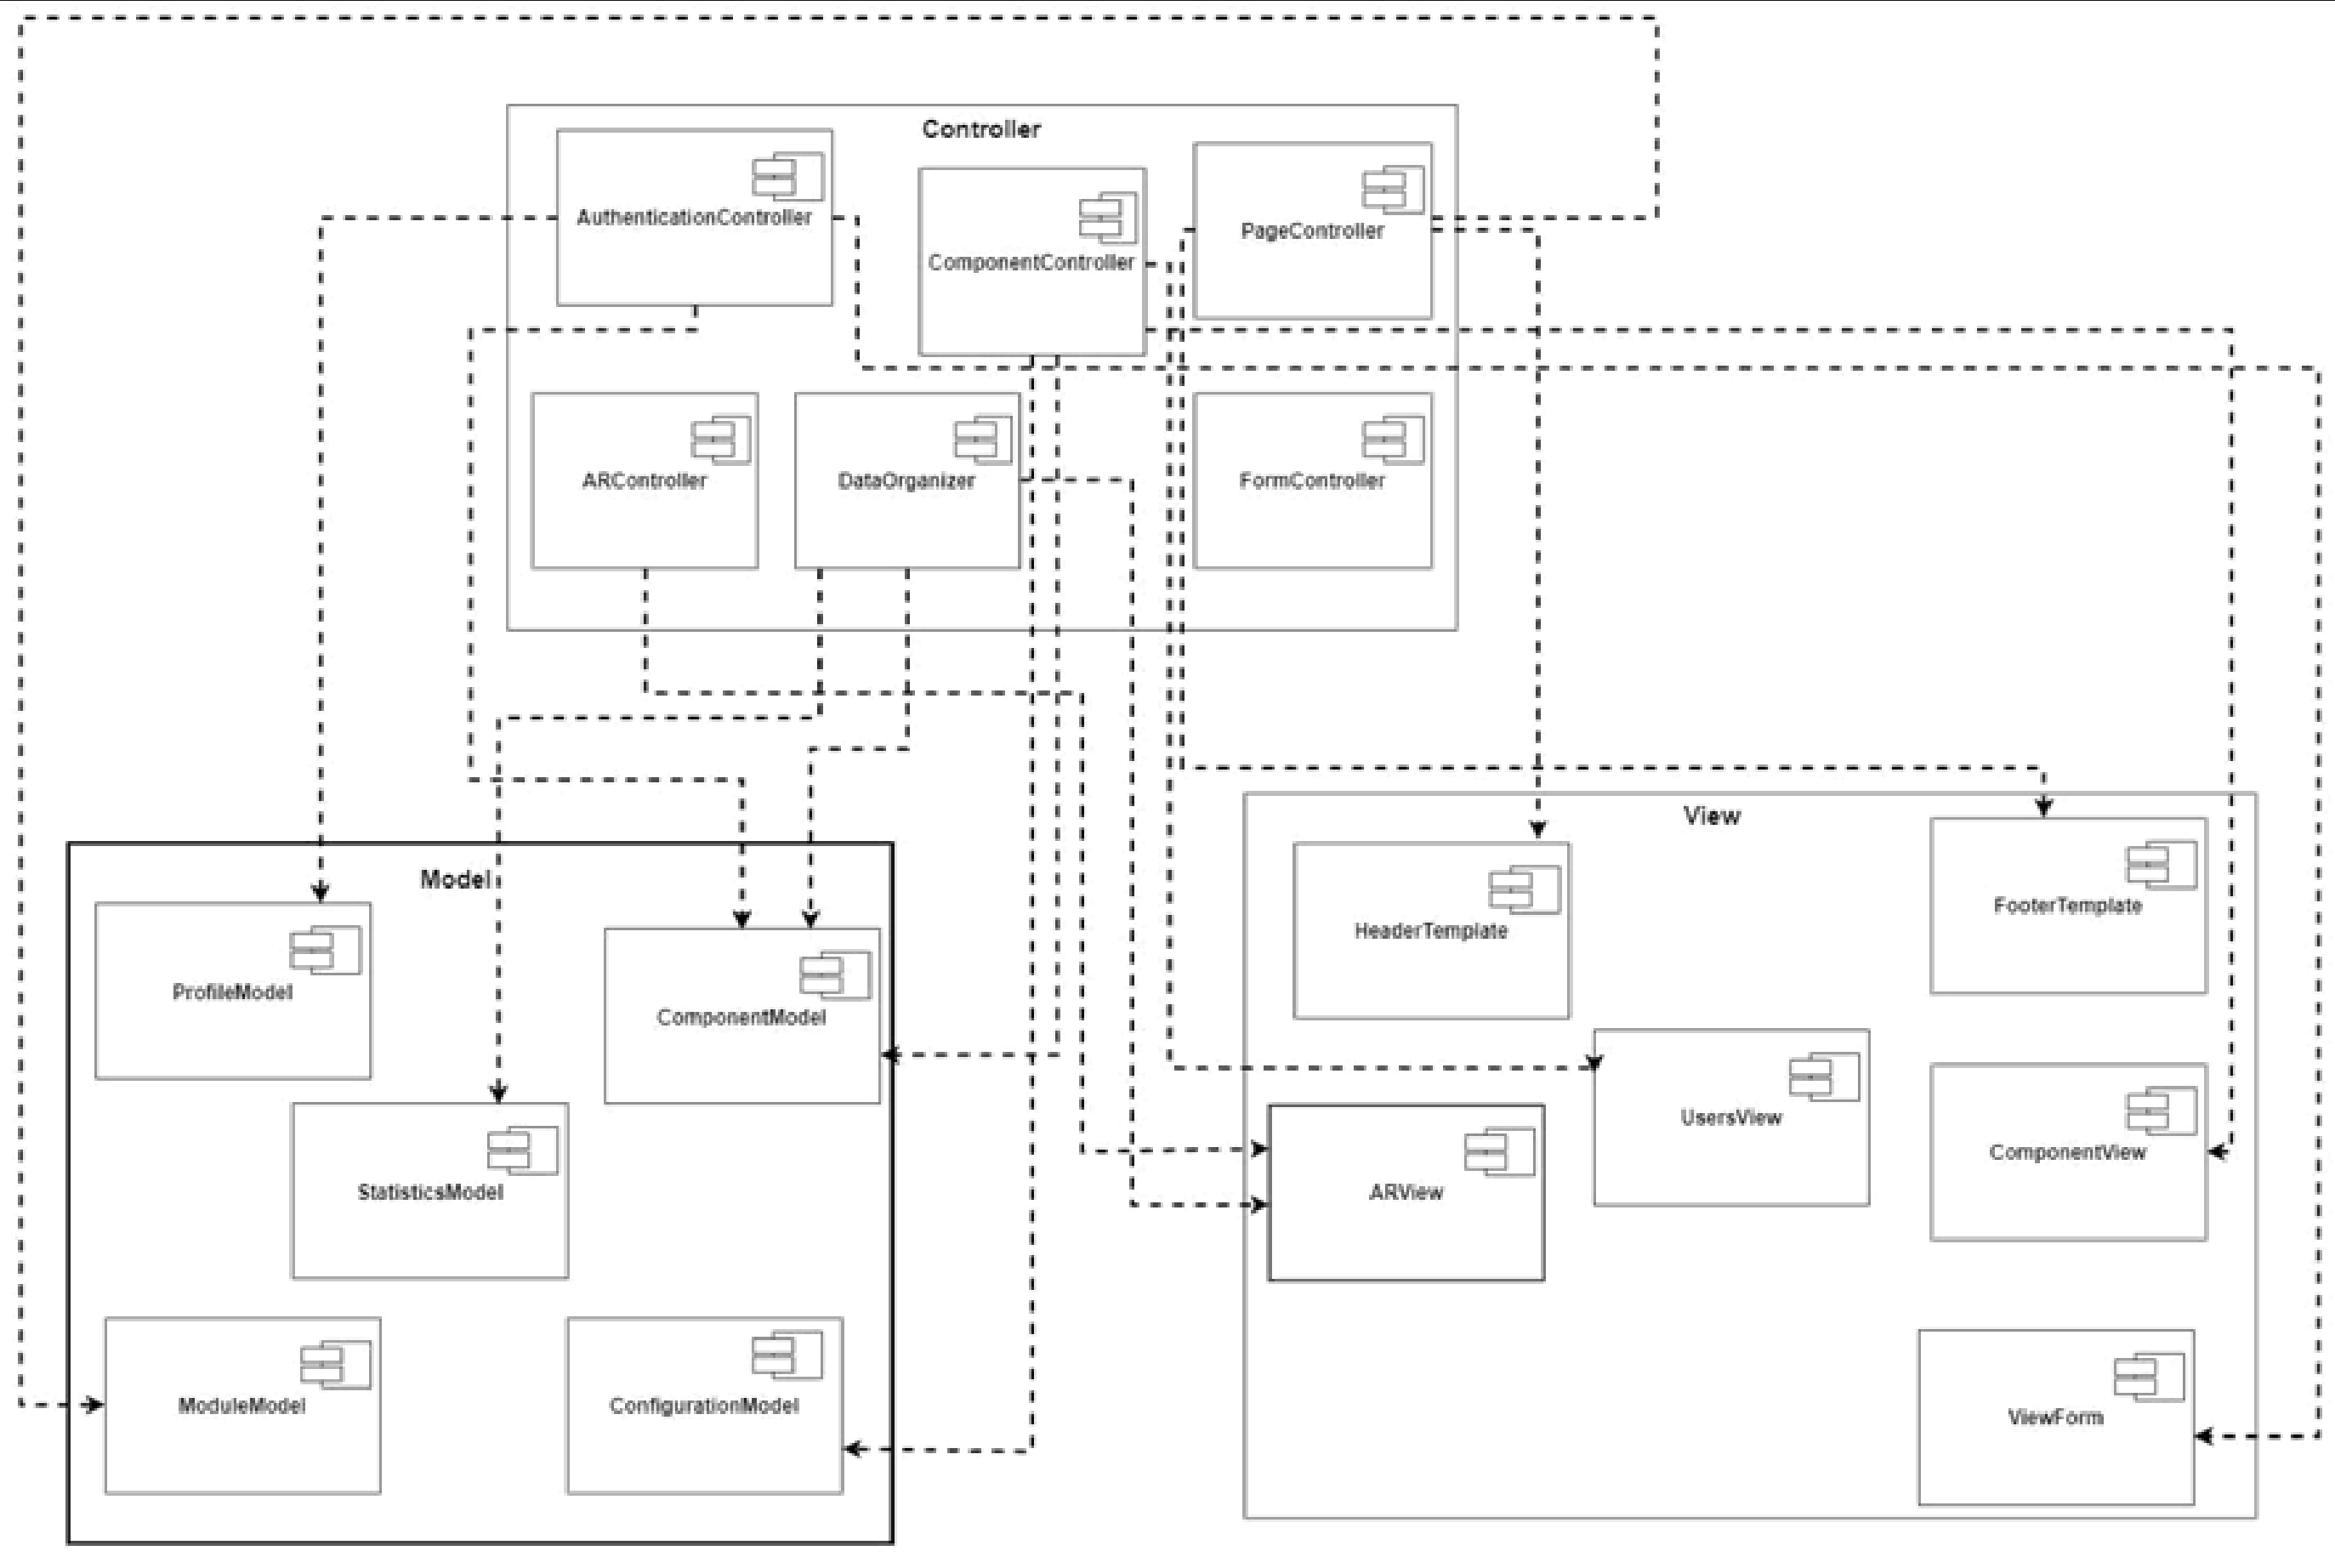 Controller
AuthenticationController
ComponentController
PageController
ARController
DataOrganizer
FormController
Model
ProfileModel
ComponentModel
StatisticsModel
ModuleModel
ConfigurationModel
View
HeaderTemplate
FooterTemplate
UsersView
ComponentView
ARView
ViewForm